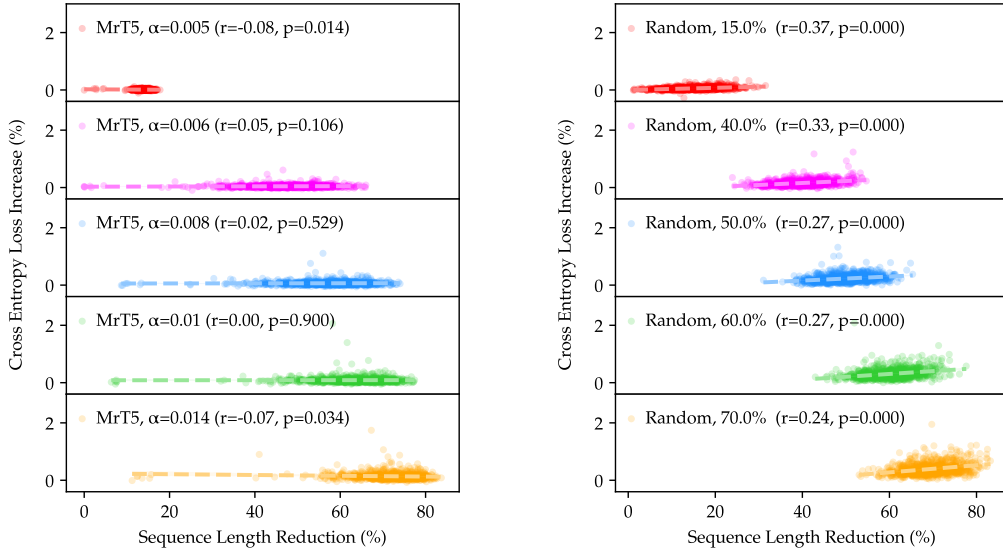 MrT5, α=0.005 (r=-0.08, p=0.014)
2
0
MrT5, α=0.006 (r=0.05, p=0.106)
2
0
MrT5, α=0.008 (r=0.02, p=0.529)
2
0
MrT5, α=0.01 (r=0.00, p=0.900)
2
0
MrT5, α=0.014 (r=-0.07, p=0.034)
2
0
0 20 40 60 80
Sequence Length Reduction (%)
Cross Entropy Loss Increase (%)
Random, 15.0% (r=0.37, p=0.000)
2
0
Random, 40.0% (r=0.33, p=0.000)
2
0
Random, 50.0% (r=0.27, p=0.000)
2
0
Random, 60.0% (r=0.27, p=0.000)
2
0
Random, 70.0% (r=0.24, p=0.000)
2
0
0 20 40 60 80
Sequence Length Reduction (%)
Cross Entropy Loss Increase (%)